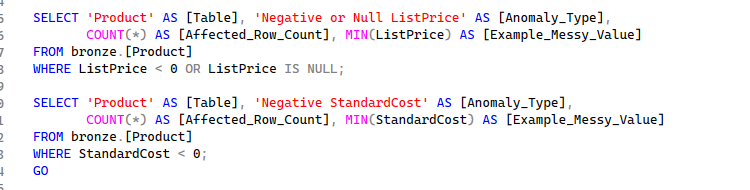 SELECT 'Product' AS [Table], 'Negative or Null ListPrice' AS [Anomaly_Type],
COUNT(*) AS [Affected_Row_Count], MIN(ListPrice) AS [Example_Messy_Value]
FROM bronze.[Product]
WHERE ListPrice < 0 OR ListPrice IS NULL;
SELECT 'Product' AS [Table], 'Negative StandardCost' AS [Anomaly_Type],
COUNT(*) AS [Affected_Row_Count], MIN(StandardCost) AS [Example_Messy_Value]
FROM bronze.[Product]
WHERE StandardCost < 0;
GO